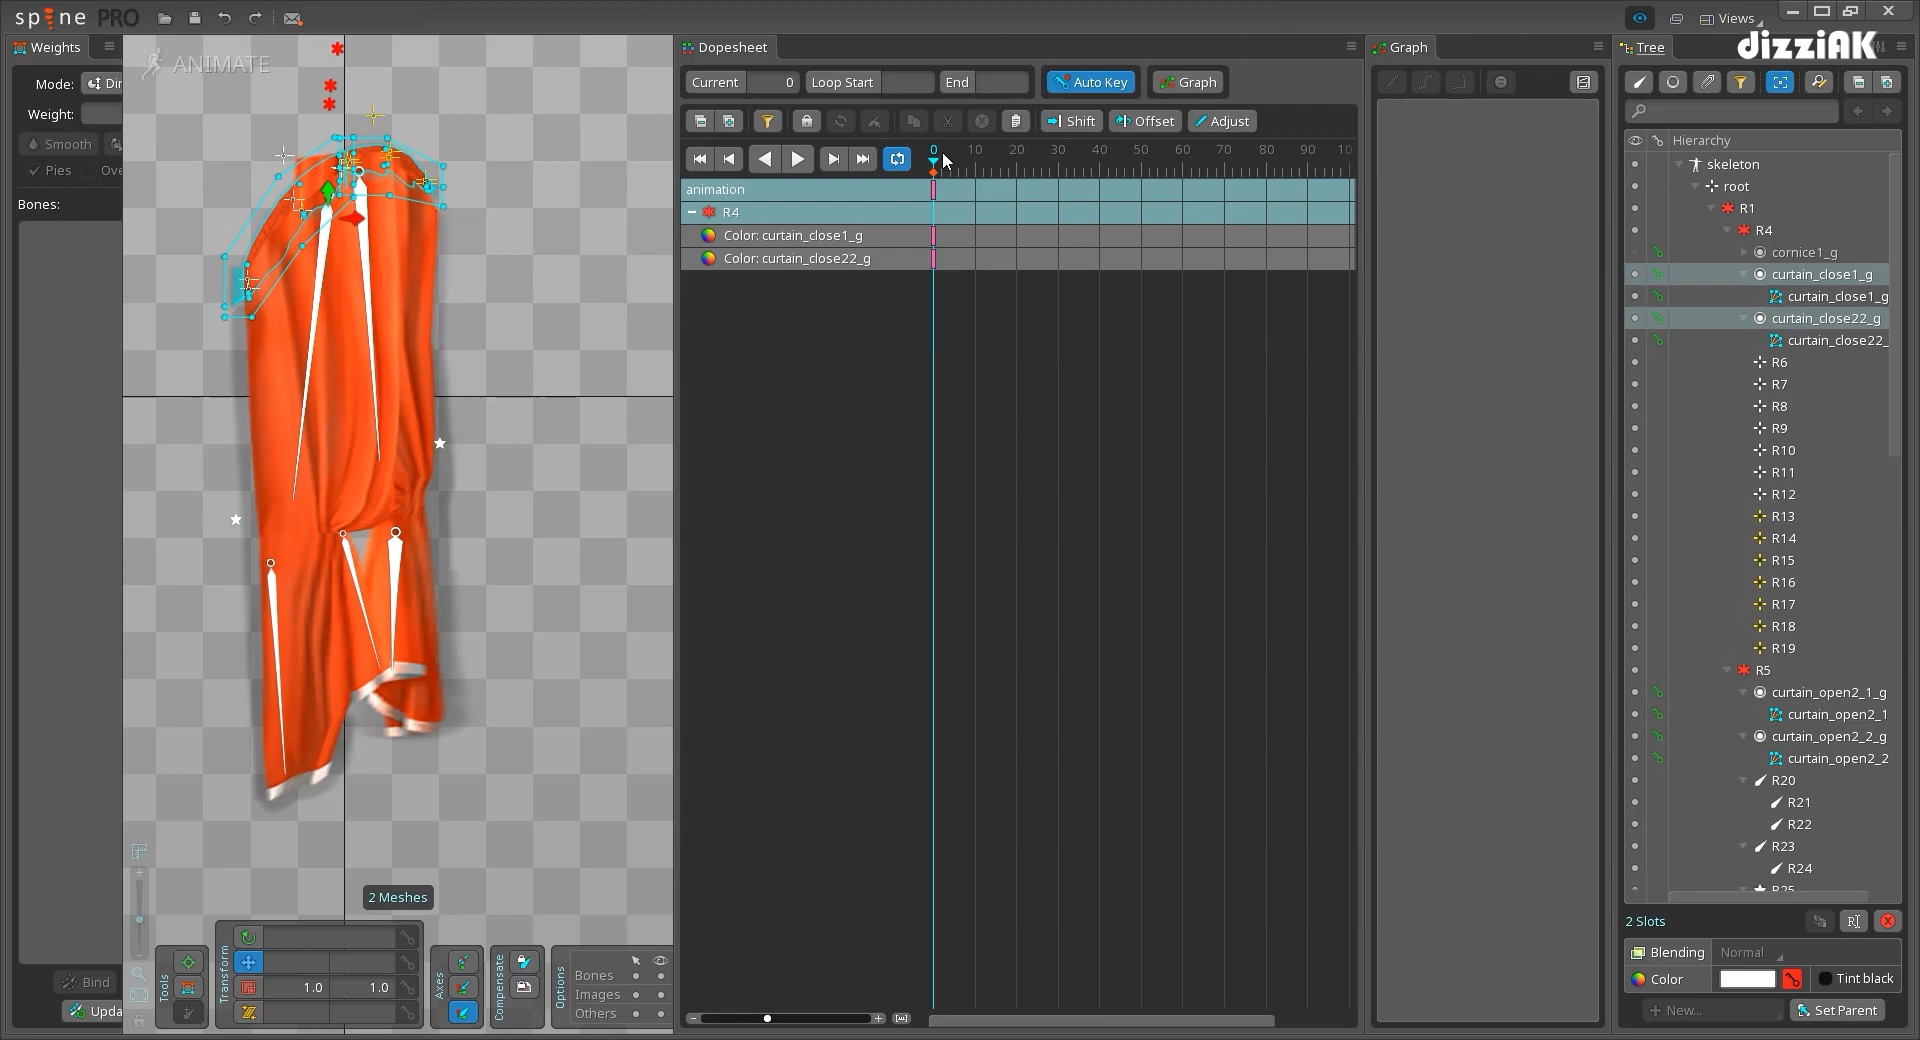 spine PRO
Views
dizziAK
Weights
Mode:
Dir
Weight:
Smooth
Pies
Ove
Bones:
Bind
Upda
ANIMATE
2 Meshes
Tools
Transform
1.0 1.0
Axes
Compensate
Options
Bones
Images
Others
Dopesheet
Current 0 Loop Start End Auto Key Graph
Shift Offset Adjust
0 10 20 30 40 50 60 70 80 90 10
animation
R4
Color: curtain_close1_g
Color: curtain_close22_g
Graph
Tree
Hierarchy
skeleton
root
R1
R4
cornice1_g
curtain_close1_g
curtain_close1_g
curtain_close22_g
curtain_close22_
R6
R7
R8
R9
R10
R11
R12
R13
R14
R15
R16
R17
R18
R19
R5
curtain_open2_1_g
curtain_open2_1
curtain_open2_2_g
curtain_open2_2
R20
R21
R22
R23
R24
R25
2 Slots
Blending Normal
Color Tint black
New... Set Parent